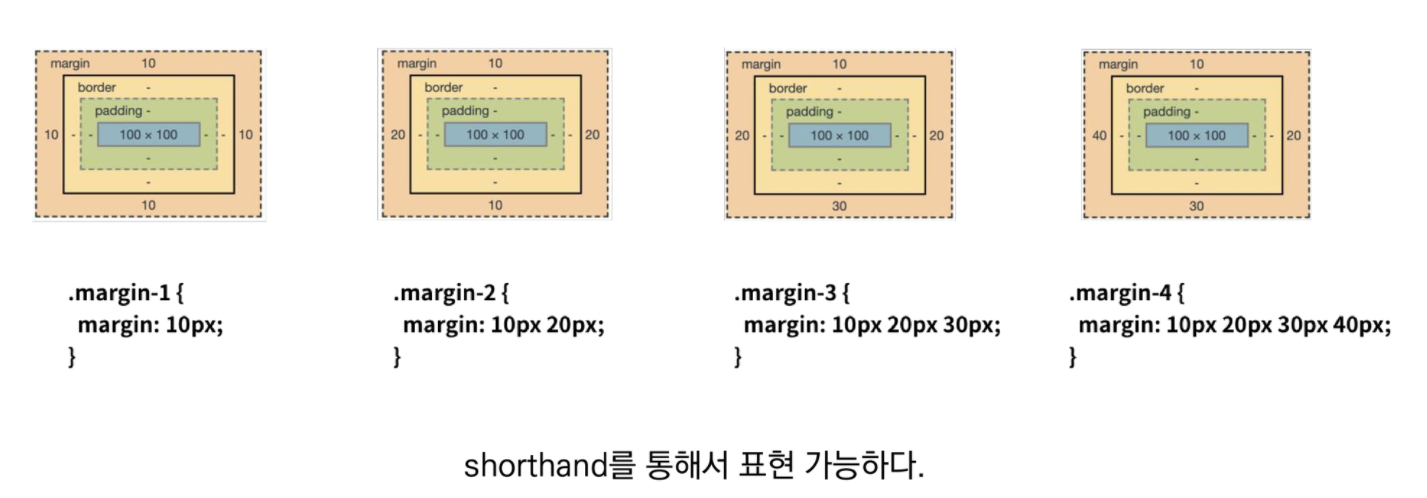 margin 10
border -
padding -
10 - - 100 × 100 - - 10
-
-
10
margin 10
border -
padding -
20 - - 100 × 100 - - 20
-
-
10
margin 10
border -
padding -
20 - - 100 × 100 - - 20
-
-
30
margin 10
border -
padding -
40 - - 100 × 100 - - 20
-
-
30
.margin-1 {
margin: 10px;
}
.margin-2 {
margin: 10px 20px;
}
.margin-3 {
margin: 10px 20px 30px;
}
.margin-4 {
margin: 10px 20px 30px 40px;
}
shorthand를 통해서 표현 가능하다.